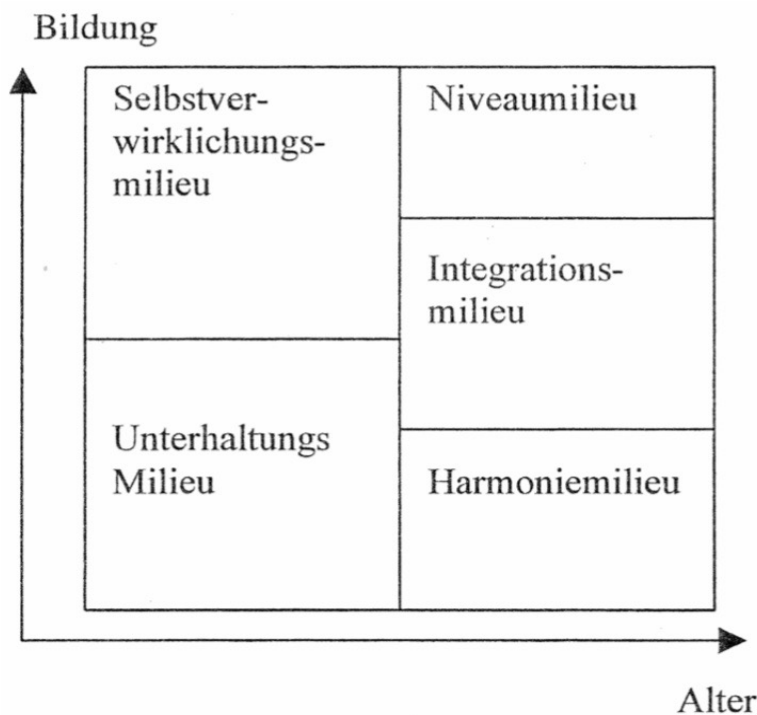 Bildung
Selbstver-
wirklichungs-
milieu
Niveaumilieu
Integrations-
milieu
Unterhaltungs
Milieu
Harmoniemilieu
Alter